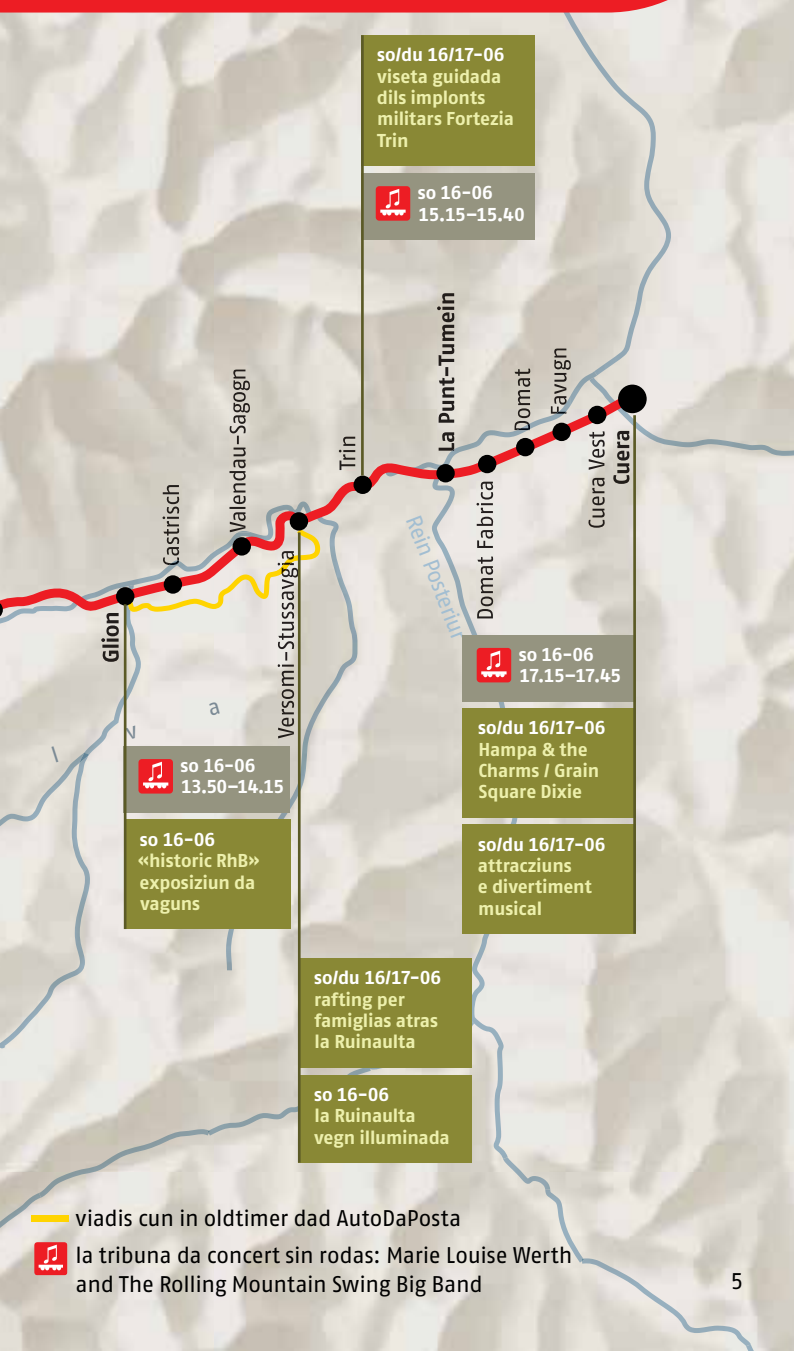 so/du 16/17-06
viseta guidada
dils implonts
militars Fortezia
Trin
so 16-06
15.15–15.40
Glion
Castrisch
Valendau-Sagogn
Versomi-Stussavgia
Trin
La Punt-Tumein
Domat Fabrica
Domat
Favugn
Cuera Vest
Cuera
Rein Posteriur
l v a
so 16-06
13.50–14.15
so 16-06
«historic RhB»
exposiziun da
vaguns
so 16-06
17.15–17.45
so/du 16/17-06
Hampa & the
Charms / Grain
Square Dixie
so/du 16/17-06
attracziuns
e divertiment
musical
so/du 16/17-06
rafting per
famiglias atras
la Ruinaulta
so 16-06
la Ruinaulta
vegn illuminada
viadis cun in oldtimer dad AutoDaPosta
la tribuna da concert sin rodas: Marie Louise Werth
and The Rolling Mountain Swing Big Band
5